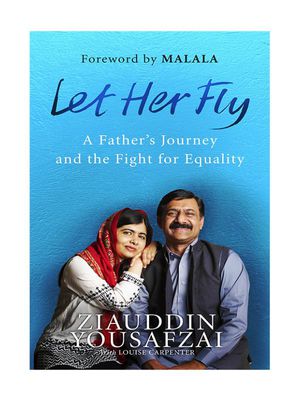 Foreword by MALALA
Let Her Fly
A Father's Journey
and the Fight for Equality
ZIAUDDIN
YOUSAFZAI
With LOUISE CARPENTER